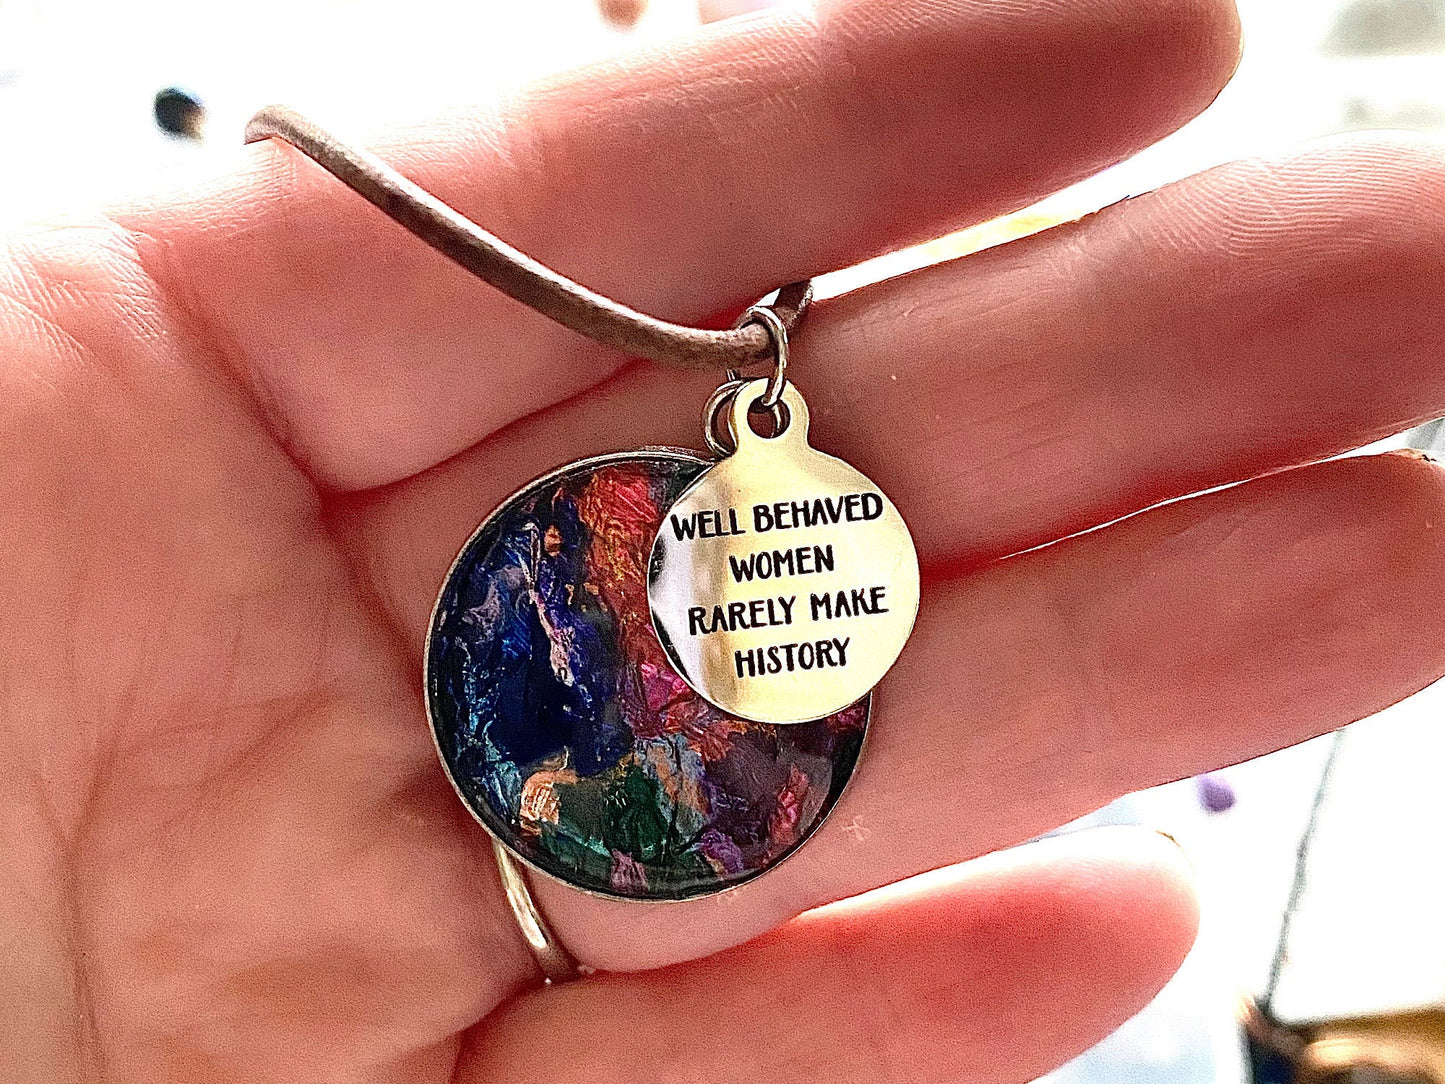 WELL BEHAVED
WOMEN
RARELY MAKE
HISTORY